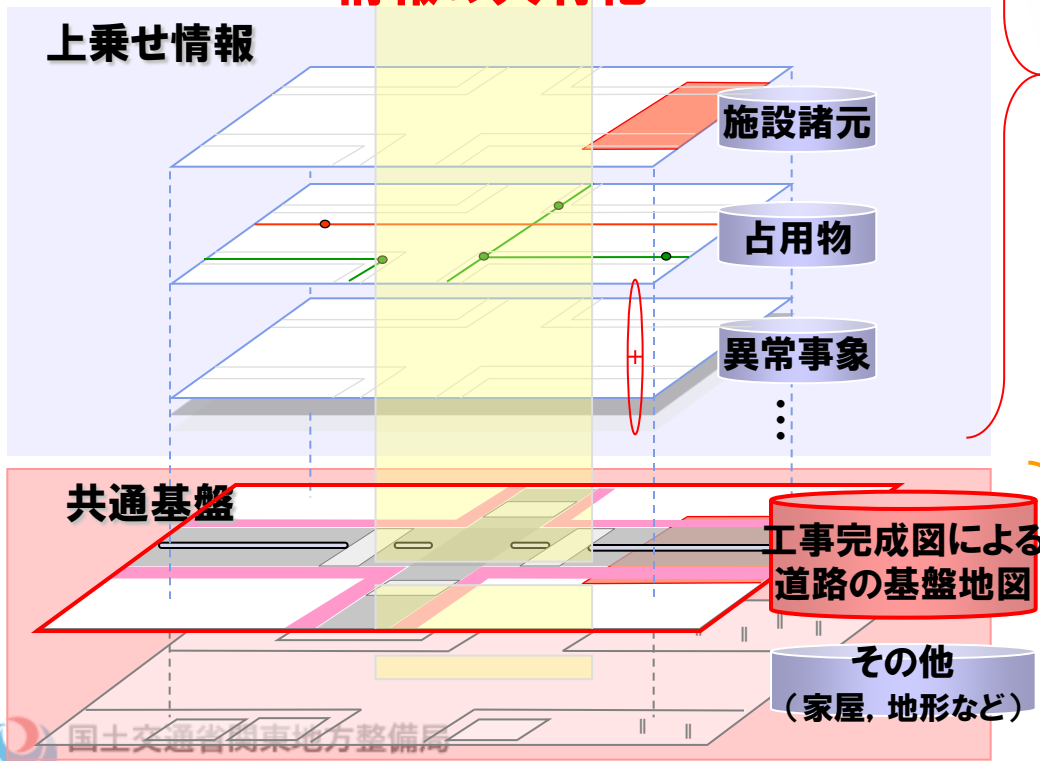 上乗せ情報
施設諸元
占用物
異常事象
共通基盤
工事完成図による
道路の基盤地図
その他
（家屋，地形など）
国土交通省関東地方整備局